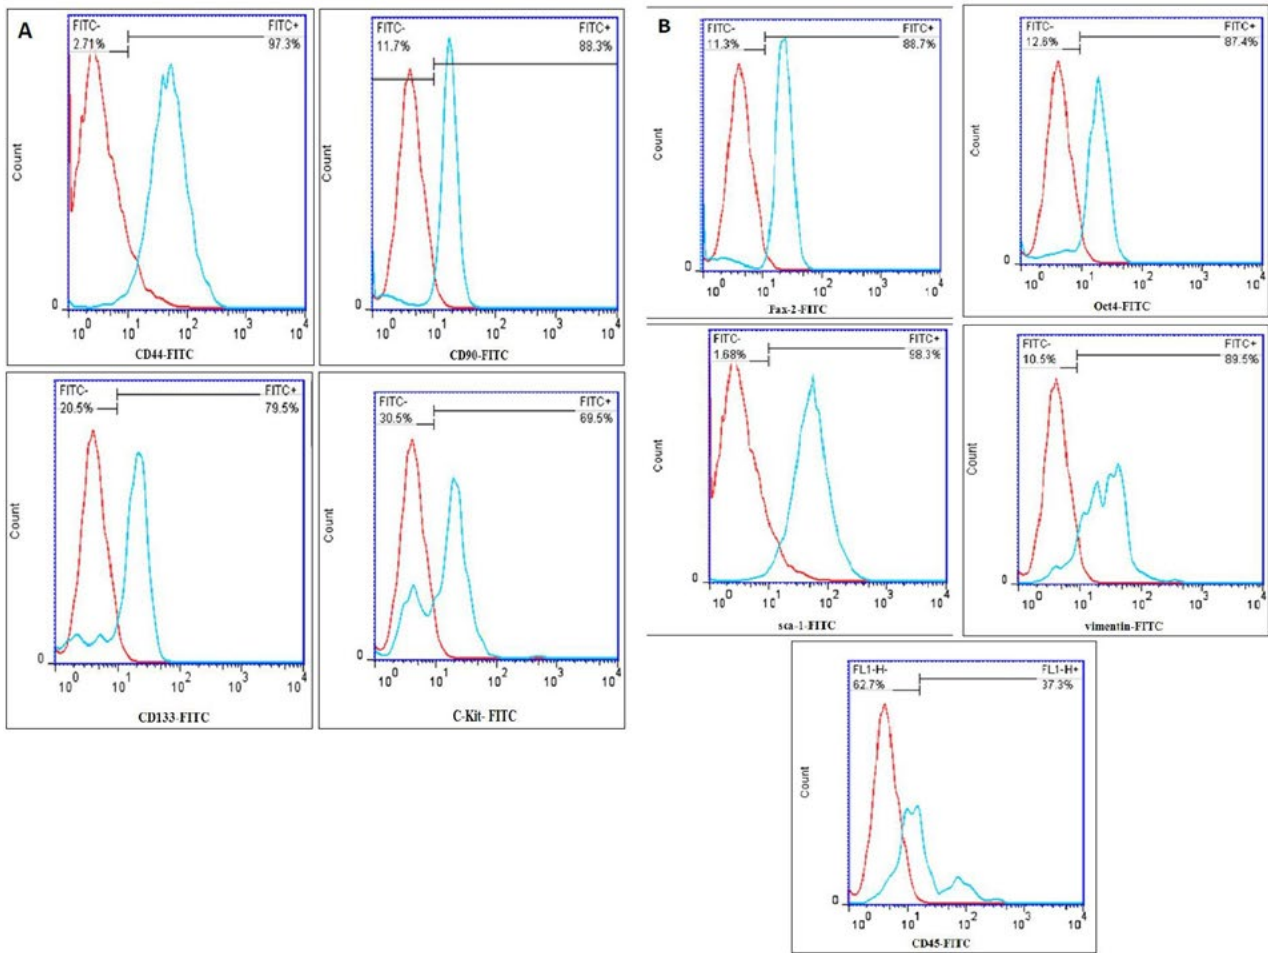 A
FITC- FITC+
2.71% 97.3%
Count
0
10^0 10^1 10^2 10^3 10^4
CD44-FITC
FITC- FITC+
11.7% 88.3%
Count
0
10^0 10^1 10^2 10^3 10^4
CD90-FITC
FITC- FITC+
20.5% 79.5%
Count
0
10^0 10^1 10^2 10^3 10^4
CD133-FITC
FITC- FITC+
30.5% 69.5%
Count
0
10^0 10^1 10^2 10^3 10^4
C-Kit- FITC
B
FITC- FITC+
11.3% 88.7%
Count
0
10^0 10^1 10^2 10^3 10^4
Pax-2-FITC
FITC- FITC+
12.6% 87.4%
Count
0
10^0 10^1 10^2 10^3 10^4
Oct4-FITC
FITC- FITC+
1.68% 98.3%
Count
0
10^0 10^1 10^2 10^3 10^4
sca-1-FITC
FITC- FITC+
10.5% 89.5%
Count
0
10^0 10^1 10^2 10^3 10^4
vimentin-FITC
FL1-H- FL1-H+
62.7% 37.3%
Count
0
10^0 10^1 10^2 10^3 10^4
CD45-FITC